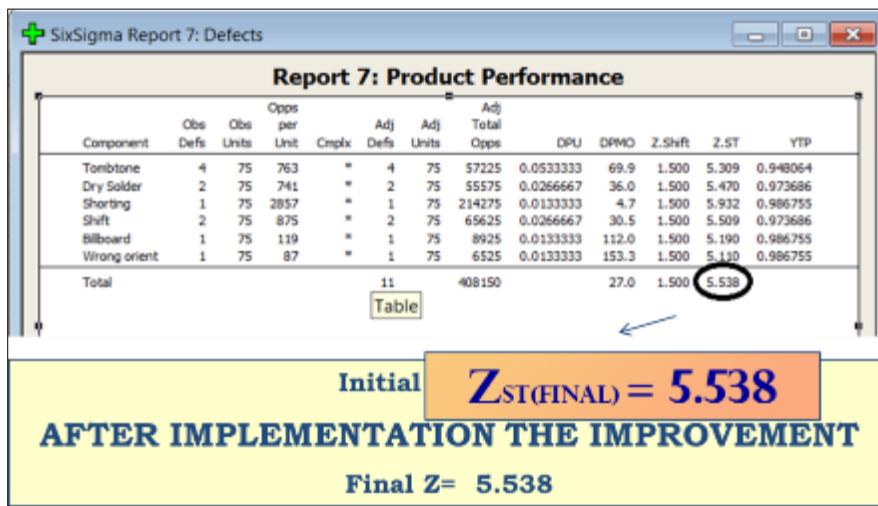 SixSigma Report 7: Defects
Report 7: Product Performance
Opps Adj
Obs Obs per Adj Adj Total
Component Defs Units Unit Cmplx Defs Units Opps DPU DPMO Z.Shift Z.ST YTP
Tombtone 4 75 763 * 4 75 57225 0.0533333 69.9 1.500 5.309 0.948064
Dry Solder 2 75 741 * 2 75 55575 0.0266667 36.0 1.500 5.470 0.973686
Shorting 1 75 2857 * 1 75 214275 0.0133333 4.7 1.500 5.932 0.986755
Shift 2 75 875 * 2 75 65625 0.0266667 30.5 1.500 5.509 0.973686
Billboard 1 75 119 * 1 75 8925 0.0133333 112.0 1.500 5.190 0.986755
Wrong orient 1 75 87 * 1 75 6525 0.0133333 153.3 1.500 5.110 0.986755
Total 11 408150 27.0 1.500 5.538
Table
Initial
ZST(FINAL) = 5.538
AFTER IMPLEMENTATION THE IMPROVEMENT
Final Z= 5.538